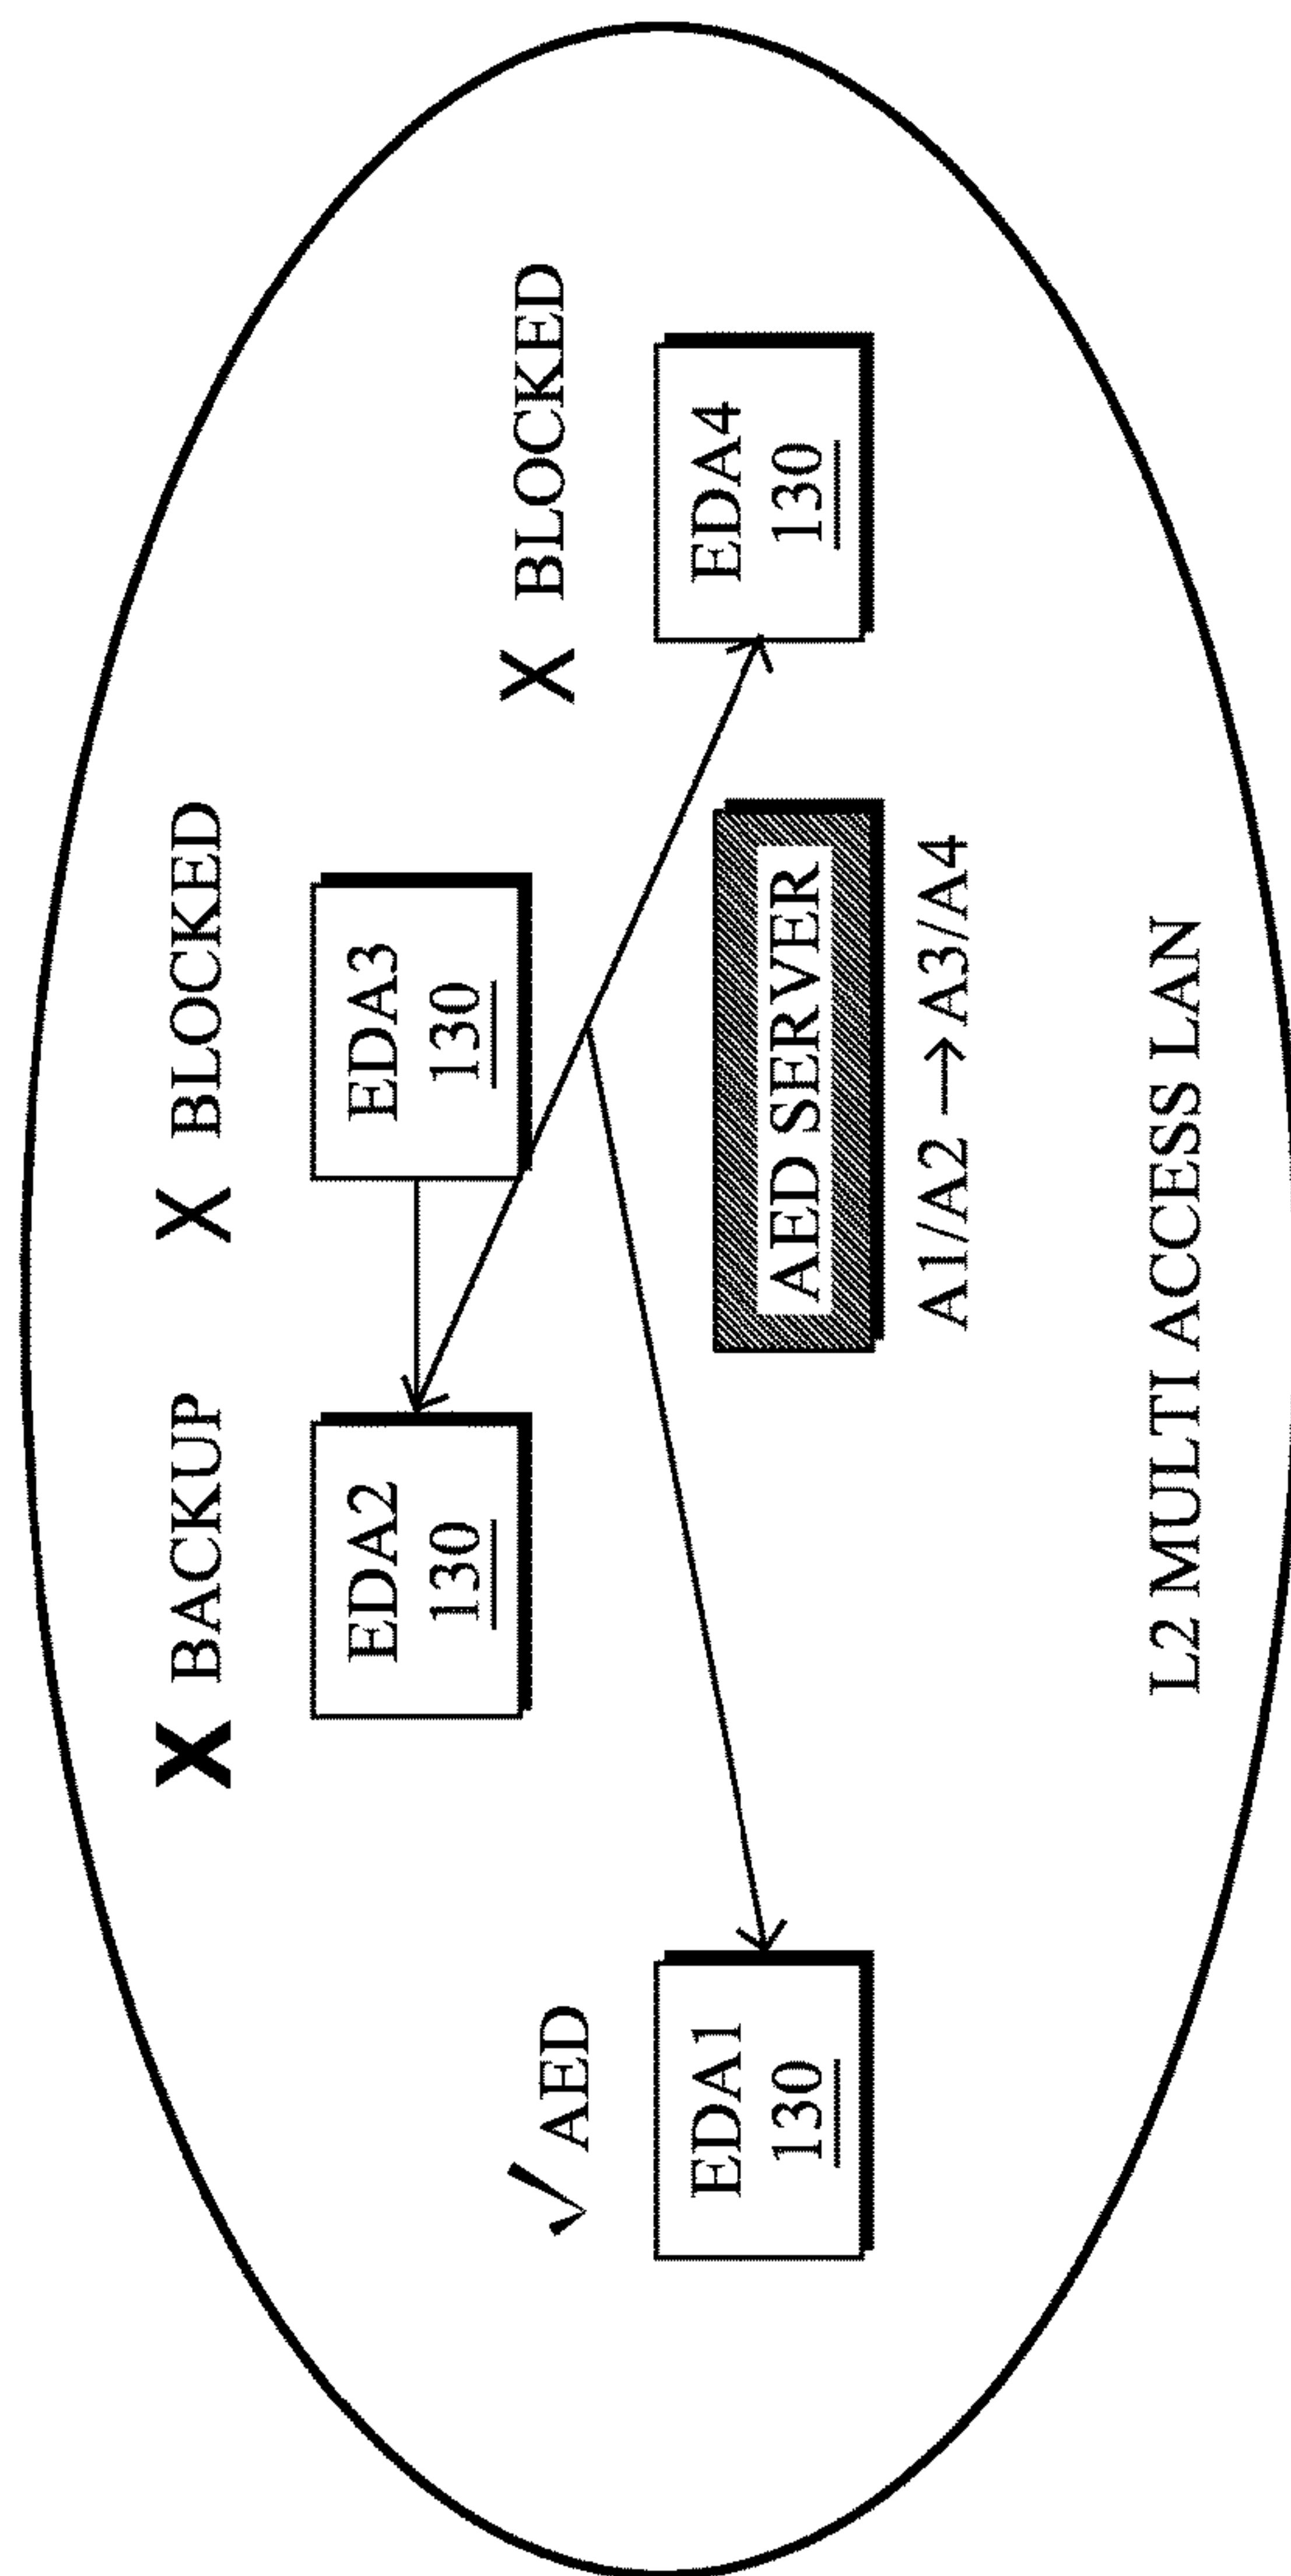 X BACKUP
X BLOCKED
EDA2
130
EDA3
130
✓ AED
X BLOCKED
EDA1
130
EDA4
130
AED SERVER
A1/A2 → A3/A4
L2 MULTI ACCESS LAN